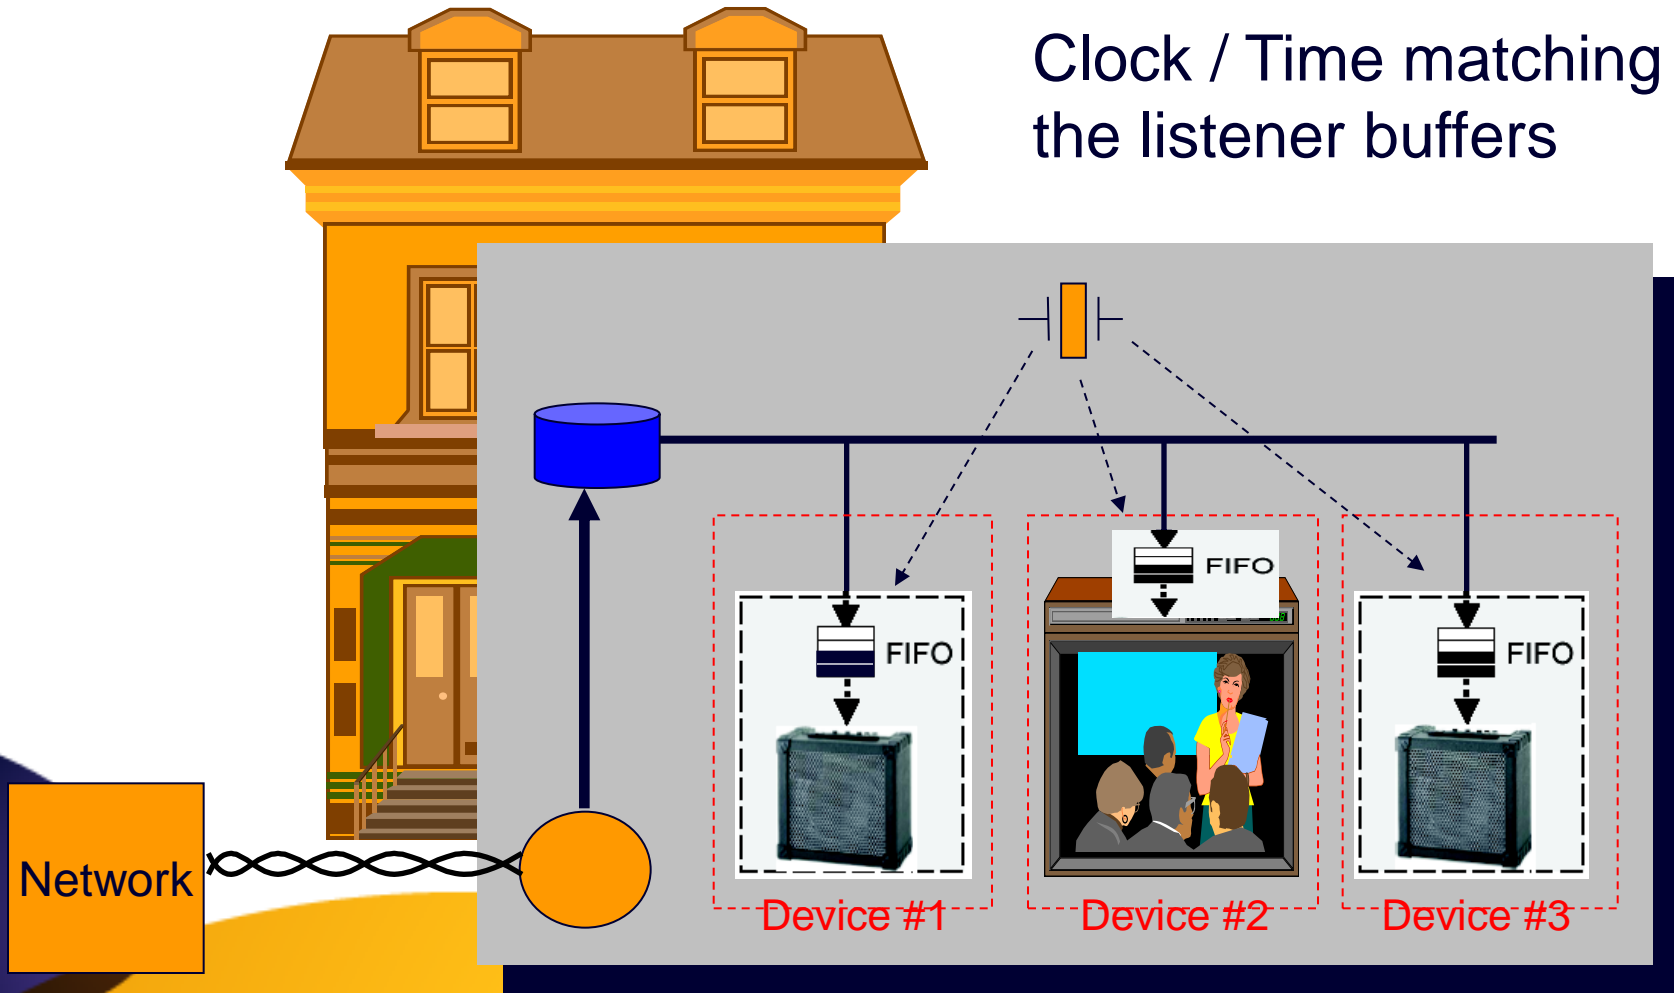 Clock / Time matching
the listener buffers
FIFO
FIFO
FIFO
Network
Device #1
Device #2
Device #3